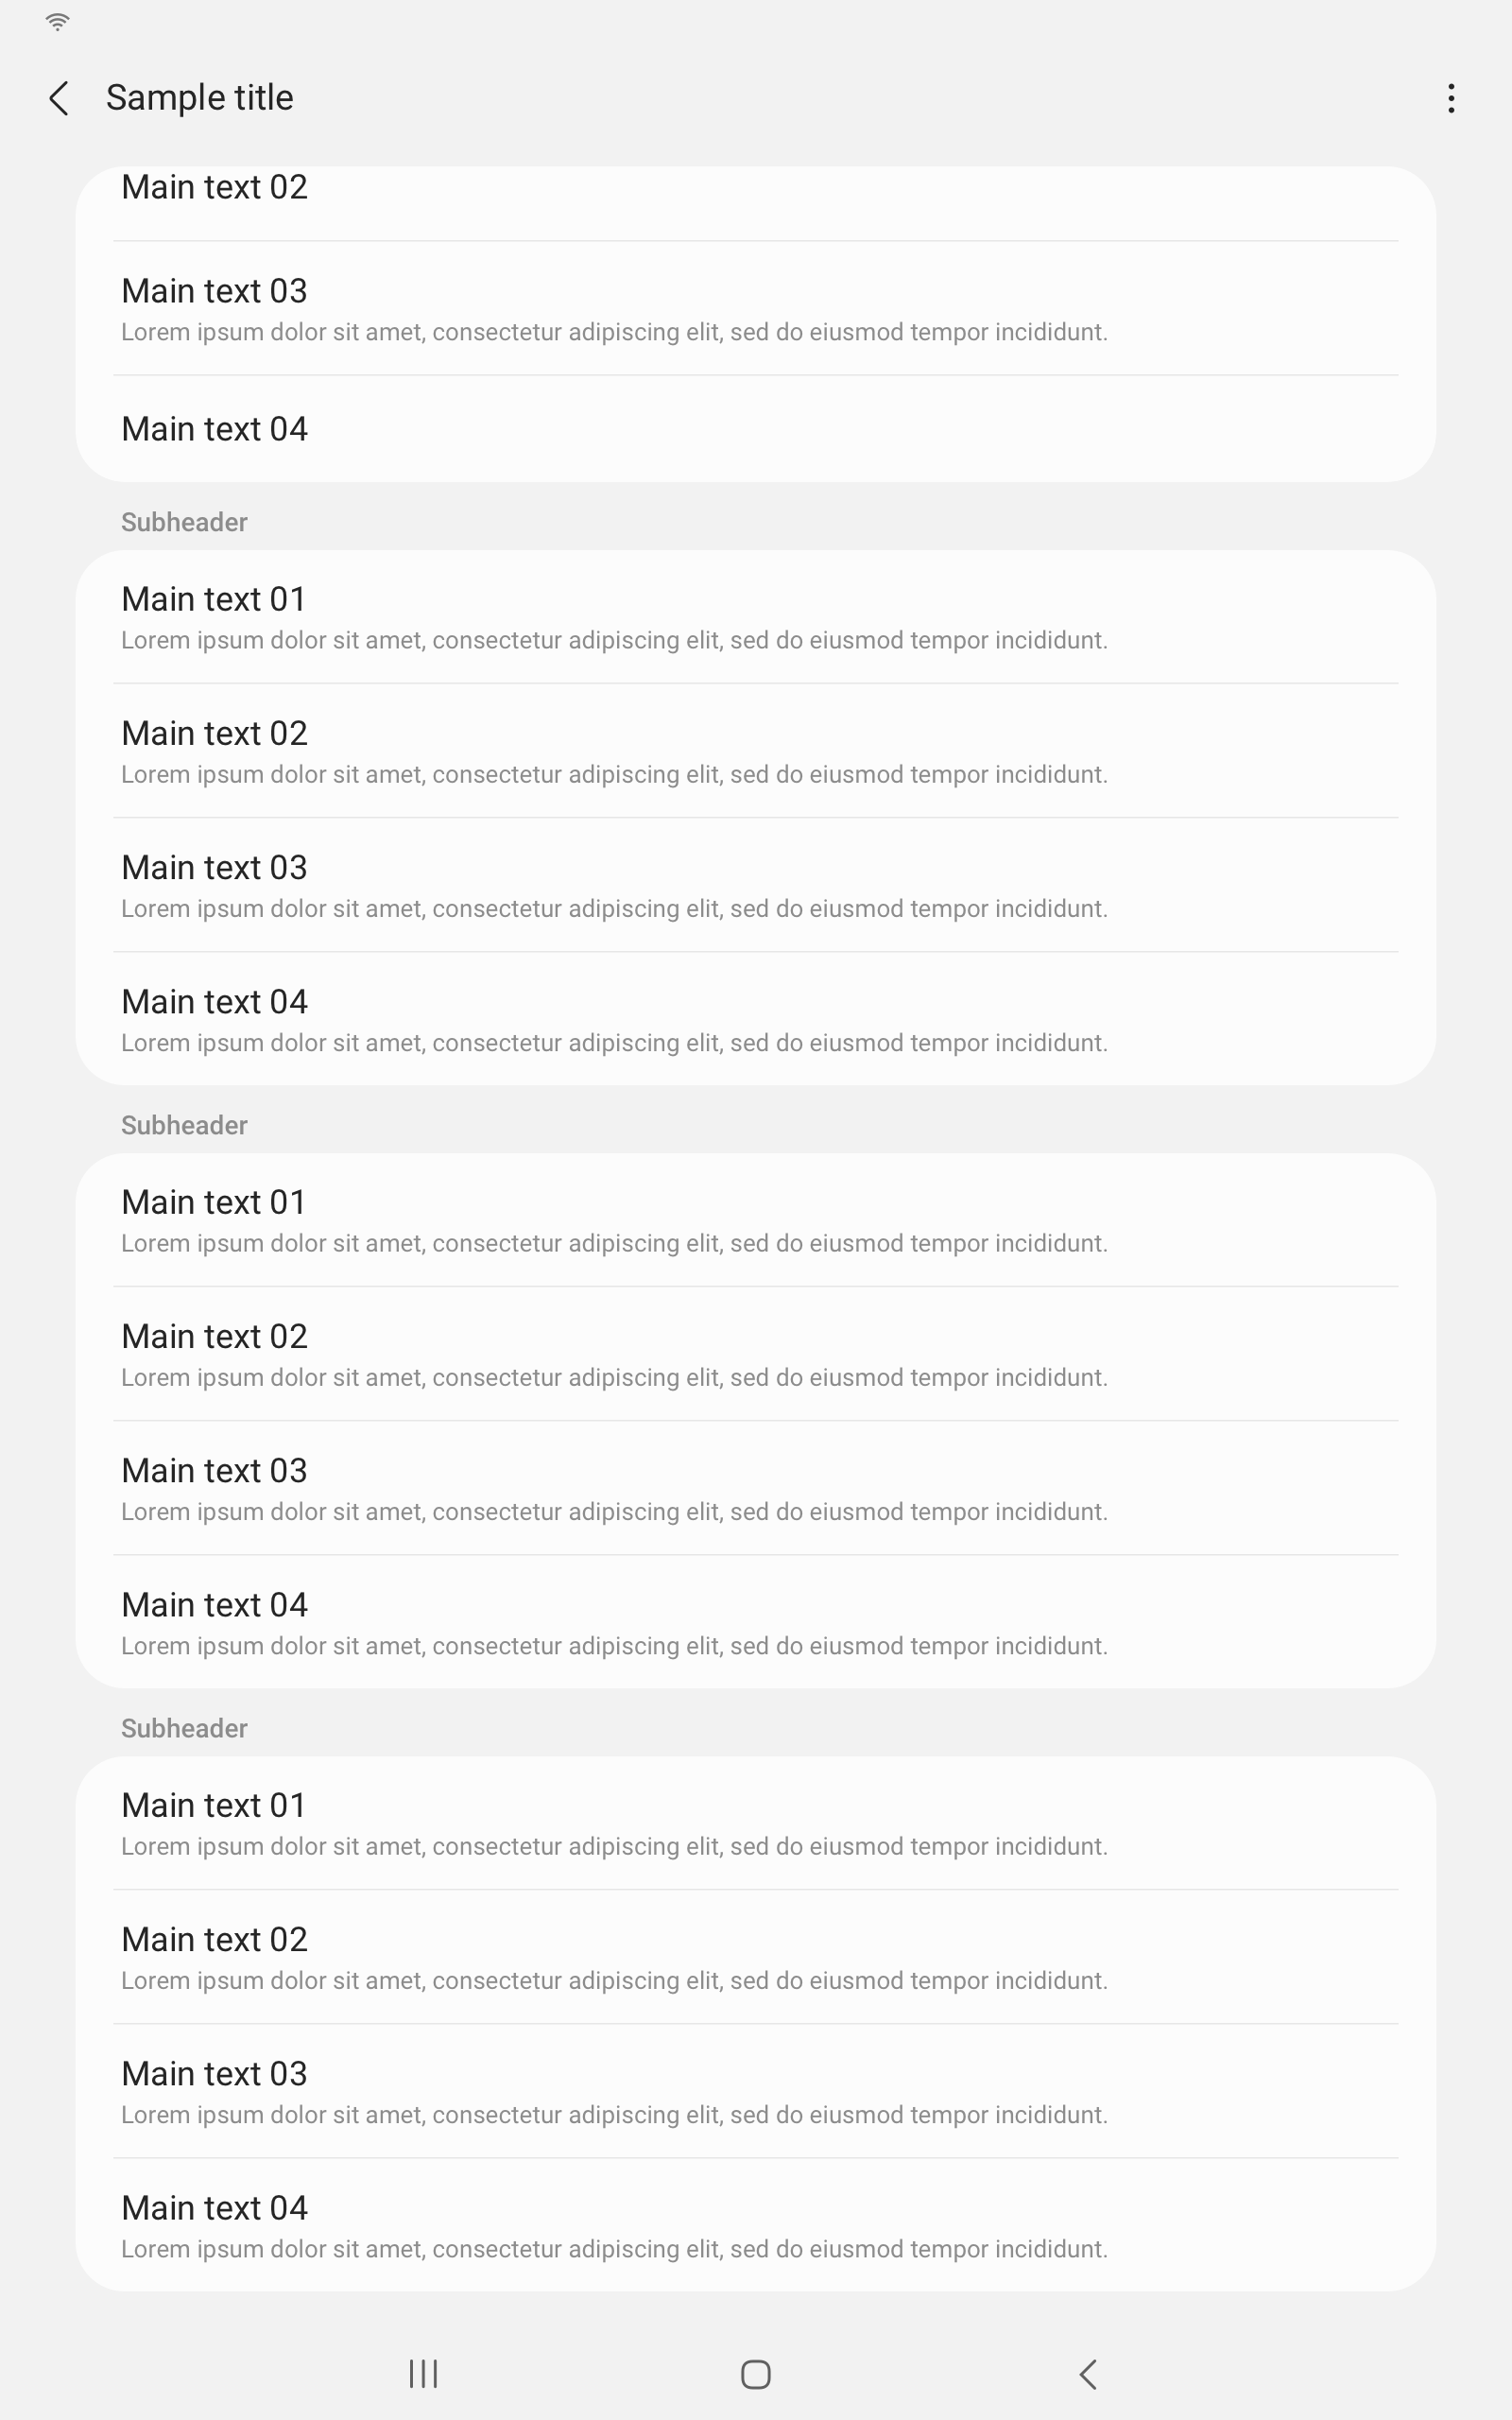 Sample title
Main text 02
Main text 03
Lorem ipsum dolor sit amet, consectetur adipiscing elit, sed do eiusmod tempor incididunt.
Main text 04
Subheader
Main text 01
Lorem ipsum dolor sit amet, consectetur adipiscing elit, sed do eiusmod tempor incididunt.
Main text 02
Lorem ipsum dolor sit amet, consectetur adipiscing elit, sed do eiusmod tempor incididunt.
Main text 03
Lorem ipsum dolor sit amet, consectetur adipiscing elit, sed do eiusmod tempor incididunt.
Main text 04
Lorem ipsum dolor sit amet, consectetur adipiscing elit, sed do eiusmod tempor incididunt.
Subheader
Main text 01
Lorem ipsum dolor sit amet, consectetur adipiscing elit, sed do eiusmod tempor incididunt.
Main text 02
Lorem ipsum dolor sit amet, consectetur adipiscing elit, sed do eiusmod tempor incididunt.
Main text 03
Lorem ipsum dolor sit amet, consectetur adipiscing elit, sed do eiusmod tempor incididunt.
Main text 04
Lorem ipsum dolor sit amet, consectetur adipiscing elit, sed do eiusmod tempor incididunt.
Subheader
Main text 01
Lorem ipsum dolor sit amet, consectetur adipiscing elit, sed do eiusmod tempor incididunt.
Main text 02
Lorem ipsum dolor sit amet, consectetur adipiscing elit, sed do eiusmod tempor incididunt.
Main text 03
Lorem ipsum dolor sit amet, consectetur adipiscing elit, sed do eiusmod tempor incididunt.
Main text 04
Lorem ipsum dolor sit amet, consectetur adipiscing elit, sed do eiusmod tempor incididunt.